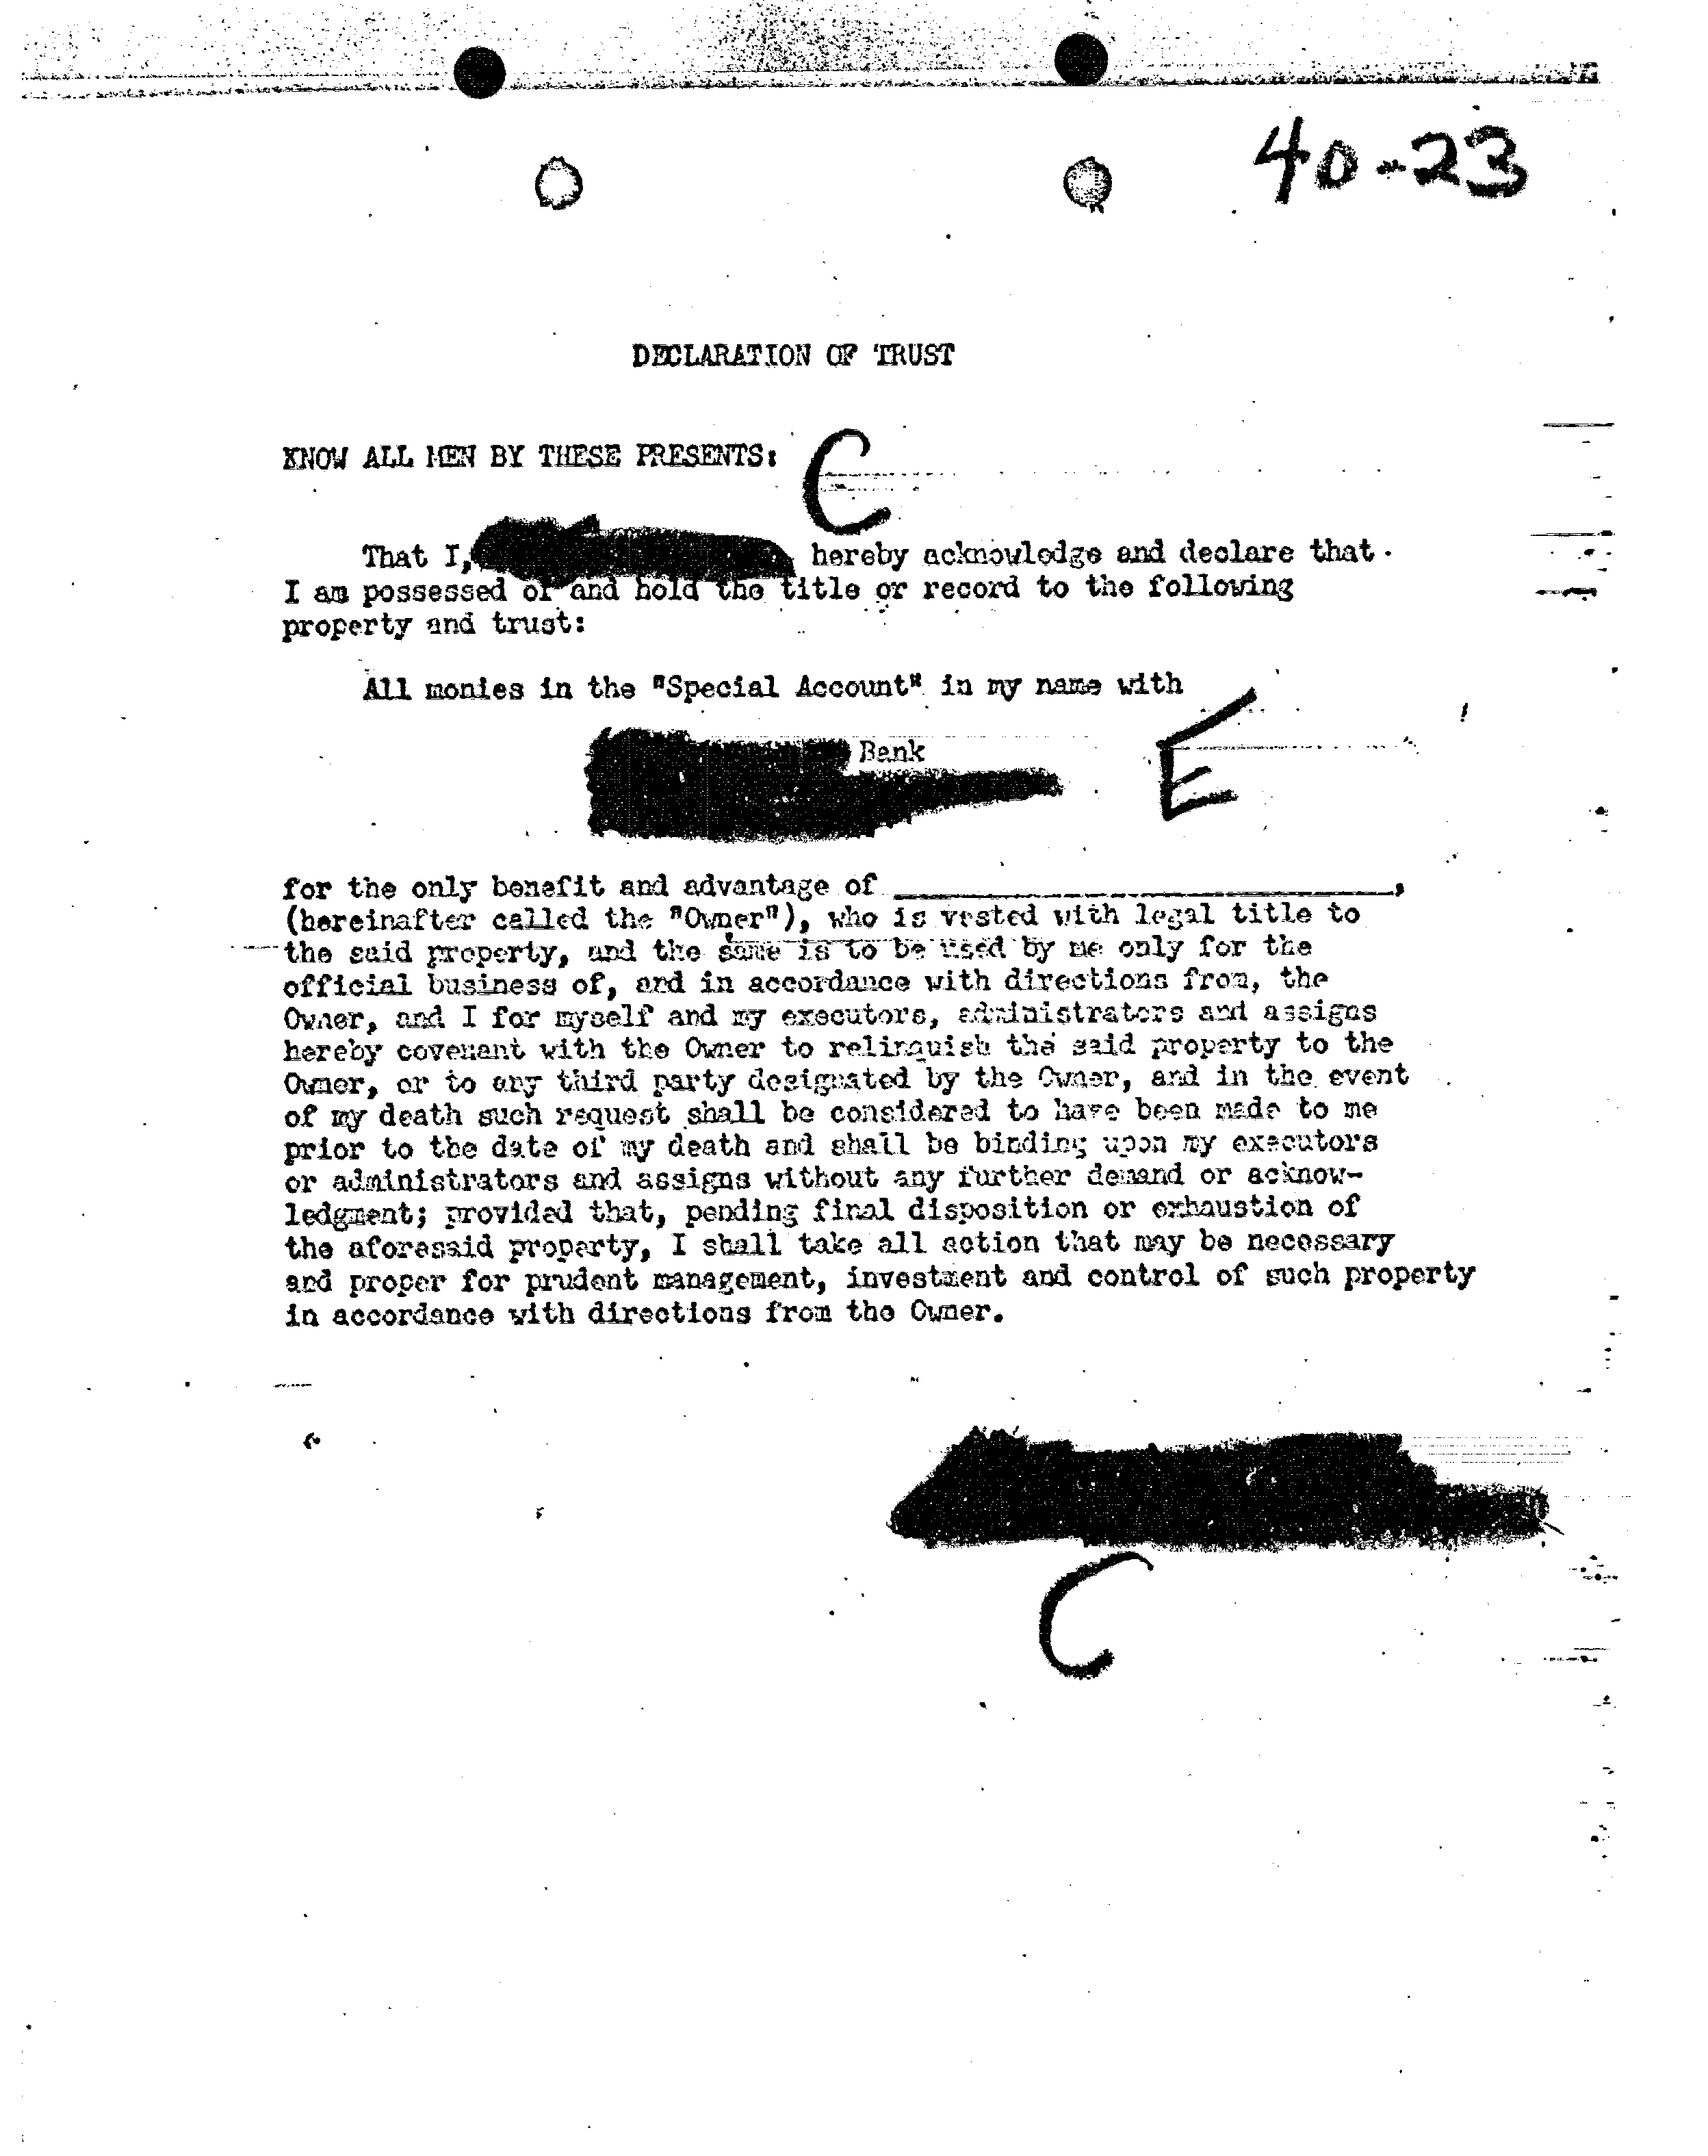 40-23
DECLARATION OF TRUST
KNOW ALL MEN BY THESE PRESENTS:
C
That I, hereby acknowledge and declare that
I am possessed of and hold the title or record to the following
property and trust:
All monies in the "Special Account" in my name with
Bank
E
for the only benefit and advantage of ____________________,
(hereinafter called the "Owner"), who is vested with legal title to
the said property, and the same is to be used by me only for the
official business of, and in accordance with directions from, the
Owner, and I for myself and my executors, administrators and assigns
hereby covenant with the Owner to relinquish the said property to the
Owner, or to any third party designated by the Owner, and in the event
of my death such request shall be considered to have been made to me
prior to the date of my death and shall be binding upon my executors
or administrators and assigns without any further demand or acknow-
ledgment; provided that, pending final disposition or exhaustion of
the aforesaid property, I shall take all action that may be necessary
and proper for prudent management, investment and control of such property
in accordance with directions from the Owner.
C